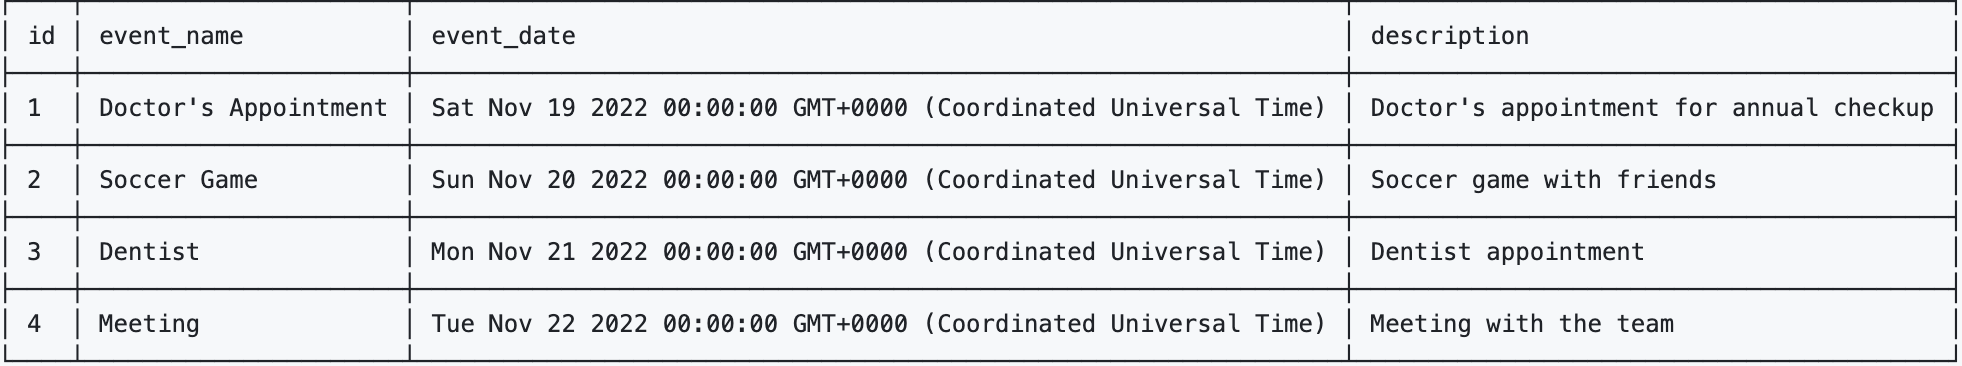 id event_name event_date description
1 Doctor's Appointment Sat Nov 19 2022 00:00:00 GMT+0000 (Coordinated Universal Time) Doctor's appointment for annual checkup
2 Soccer Game Sun Nov 20 2022 00:00:00 GMT+0000 (Coordinated Universal Time) Soccer game with friends
3 Dentist Mon Nov 21 2022 00:00:00 GMT+0000 (Coordinated Universal Time) Dentist appointment
4 Meeting Tue Nov 22 2022 00:00:00 GMT+0000 (Coordinated Universal Time) Meeting with the team